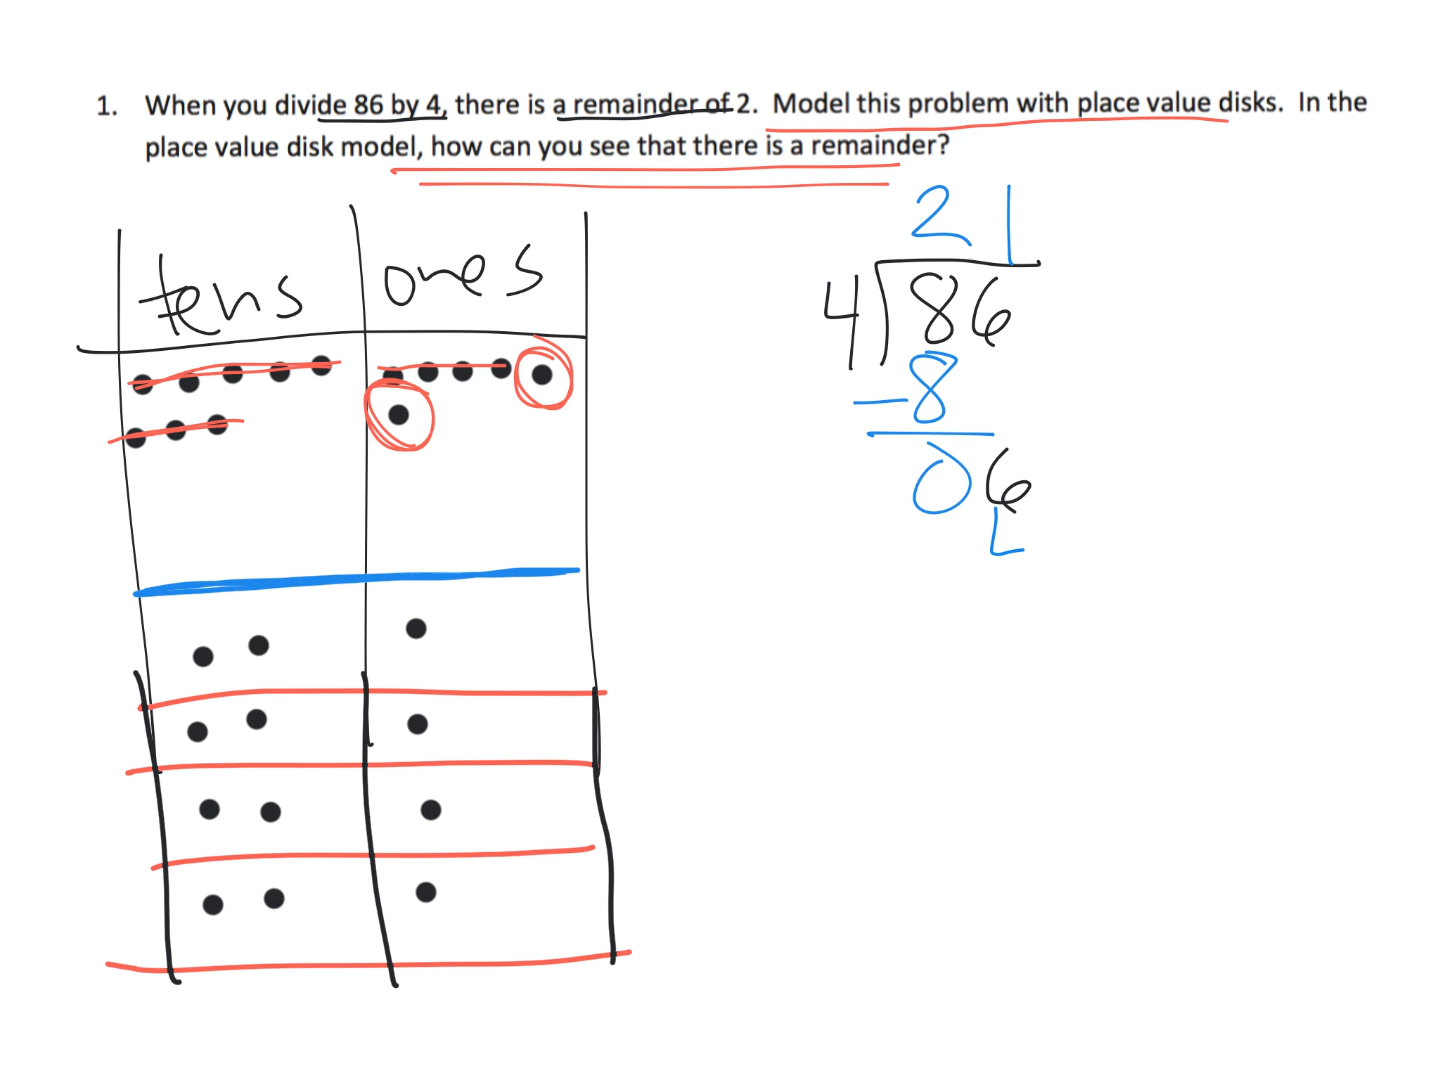 1. When you divide 86 by 4, there is a remainder of 2. Model this problem with place value disks. In the
place value disk model, how can you see that there is a remainder?
tens ones
21
4 86
-8
06